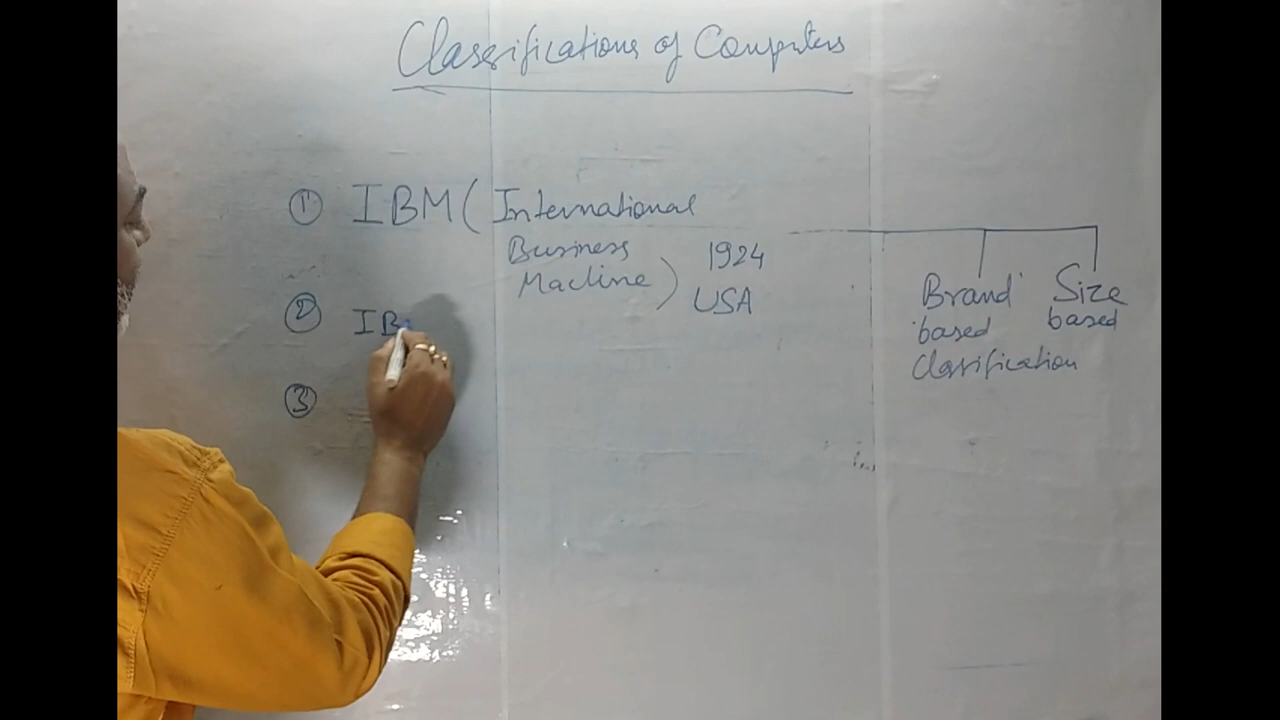 Classifications of Computers
① IBM ( International
Business
Machine )
1924
USA
② IB
③
Brand
based
Classification
Size
based